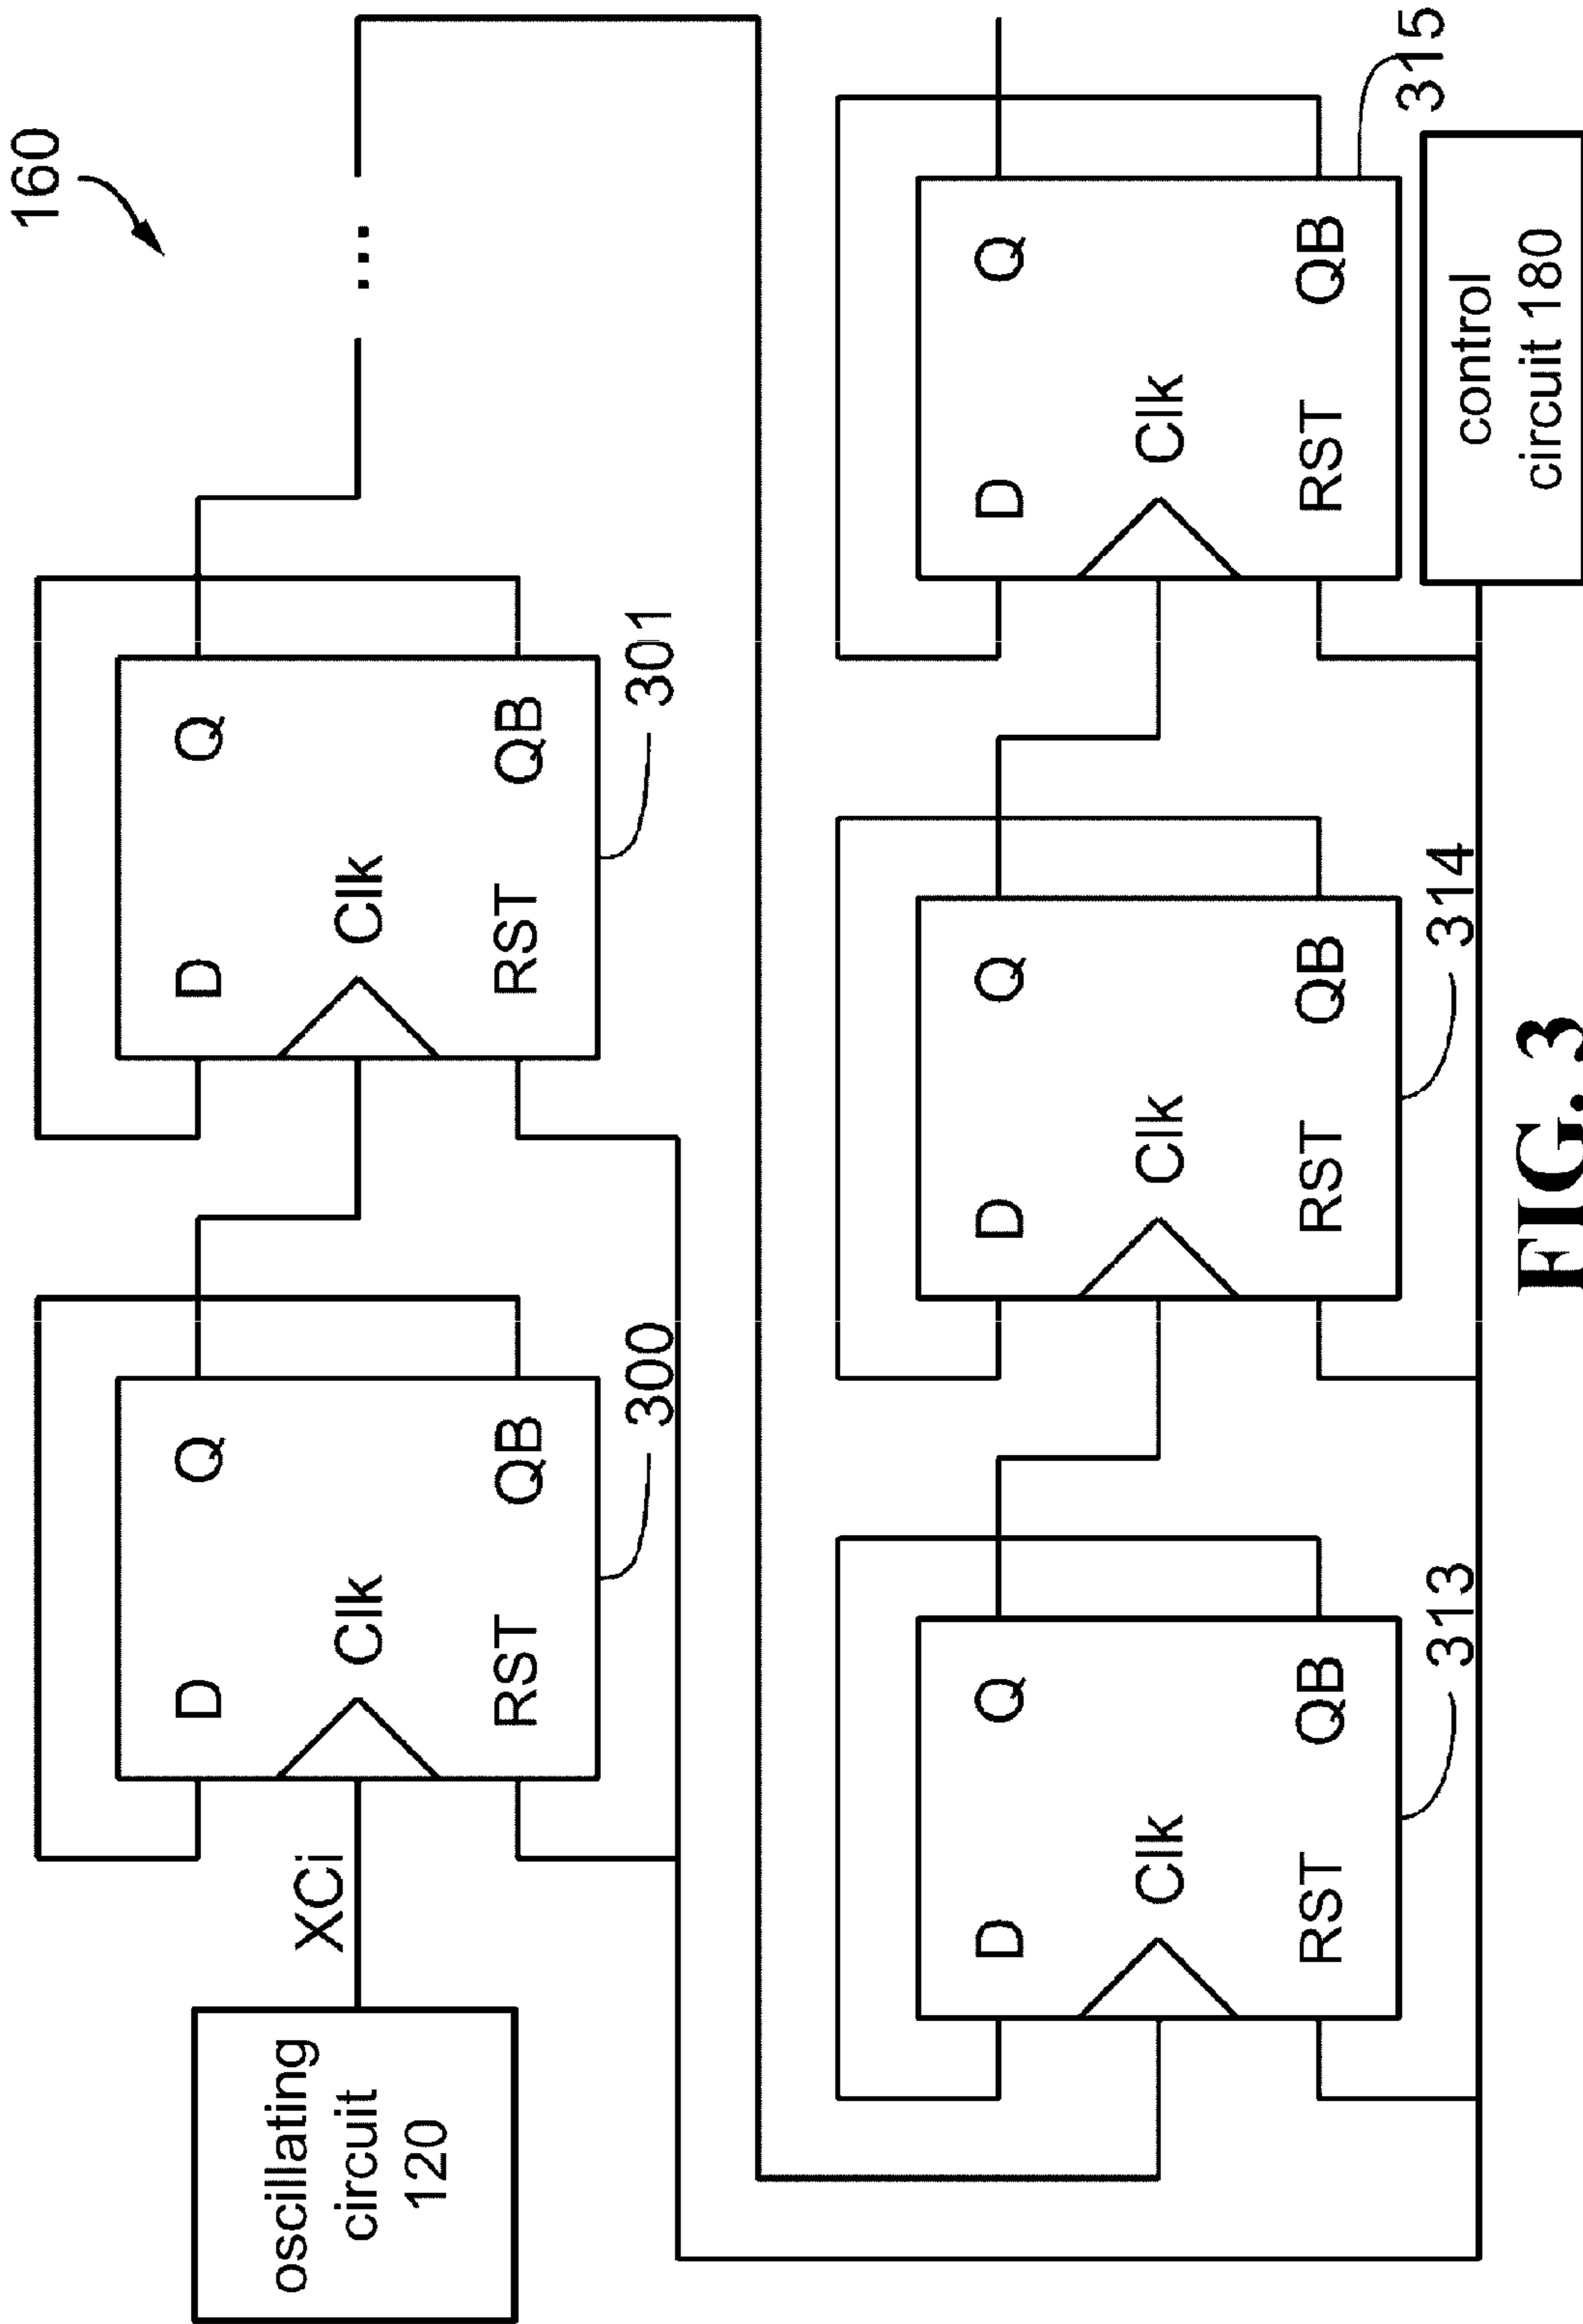 160
oscillating
circuit
120
XCi
D
Q
Clk
RST
QB
300
D
Q
Clk
RST
QB
301
...
D
Q
Clk
RST
QB
313
D
Q
Clk
RST
QB
314
D
Q
Clk
RST
QB
315
control
circuit 180
FIG. 3